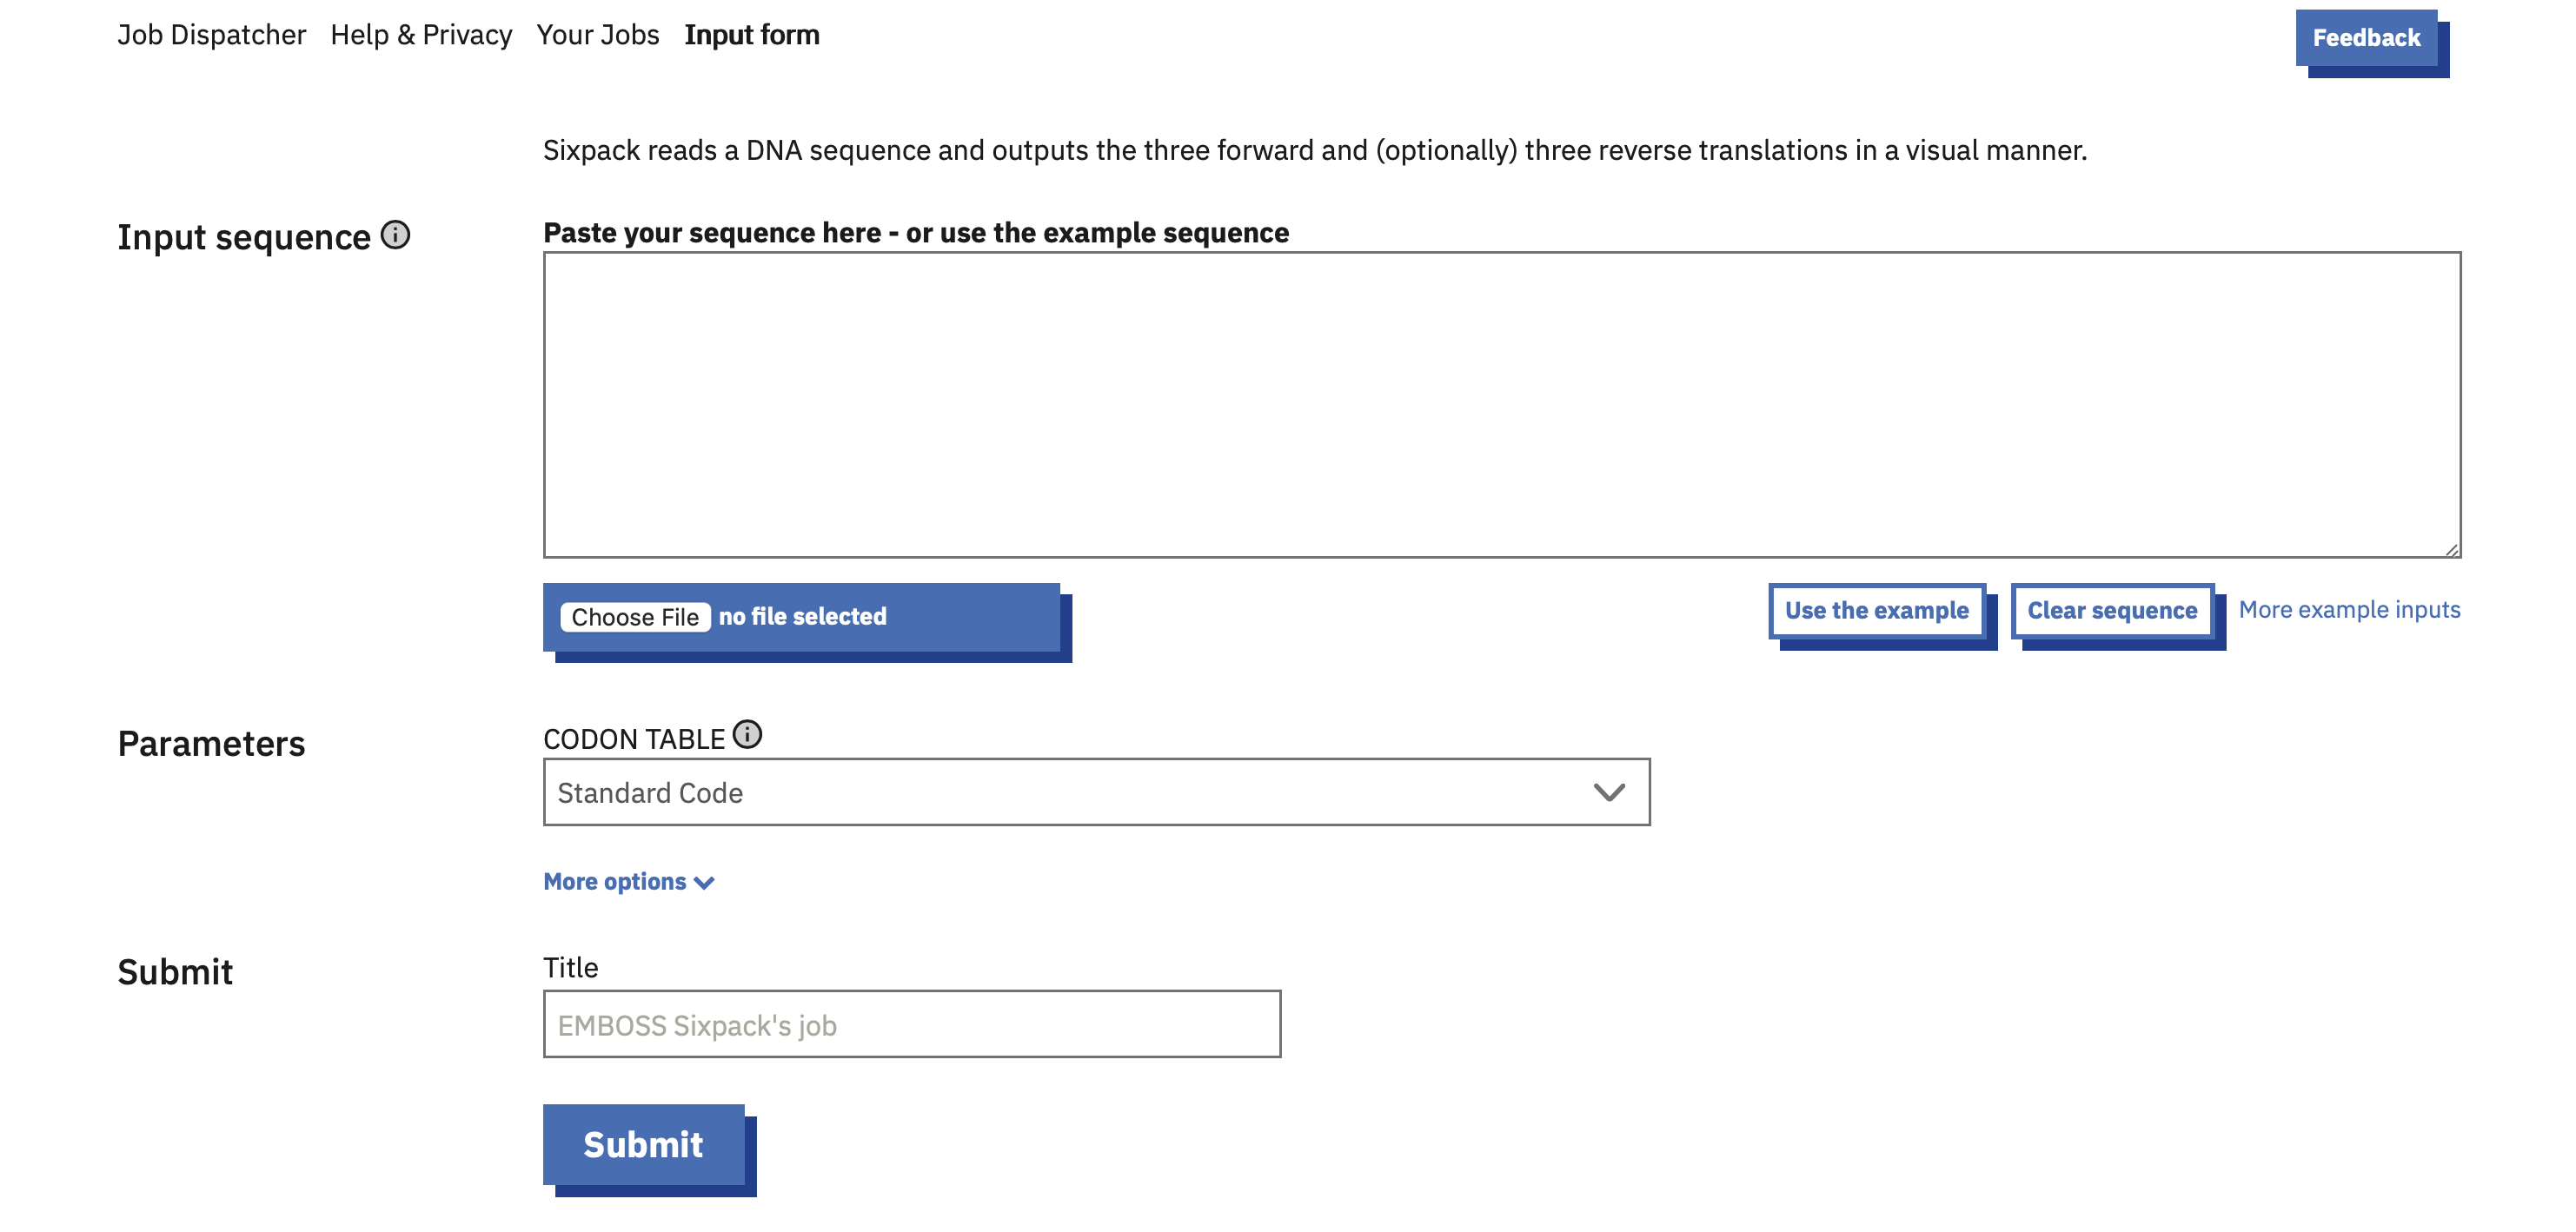 Job Dispatcher Help & Privacy Your Jobs Input form Feedback
Sixpack reads a DNA sequence and outputs the three forward and (optionally) three reverse translations in a visual manner.
Input sequence
Paste your sequence here - or use the example sequence
Choose File no file selected
Use the example Clear sequence More example inputs
Parameters
CODON TABLE
Standard Code
More options
Submit
Title
EMBOSS Sixpack's job
Submit